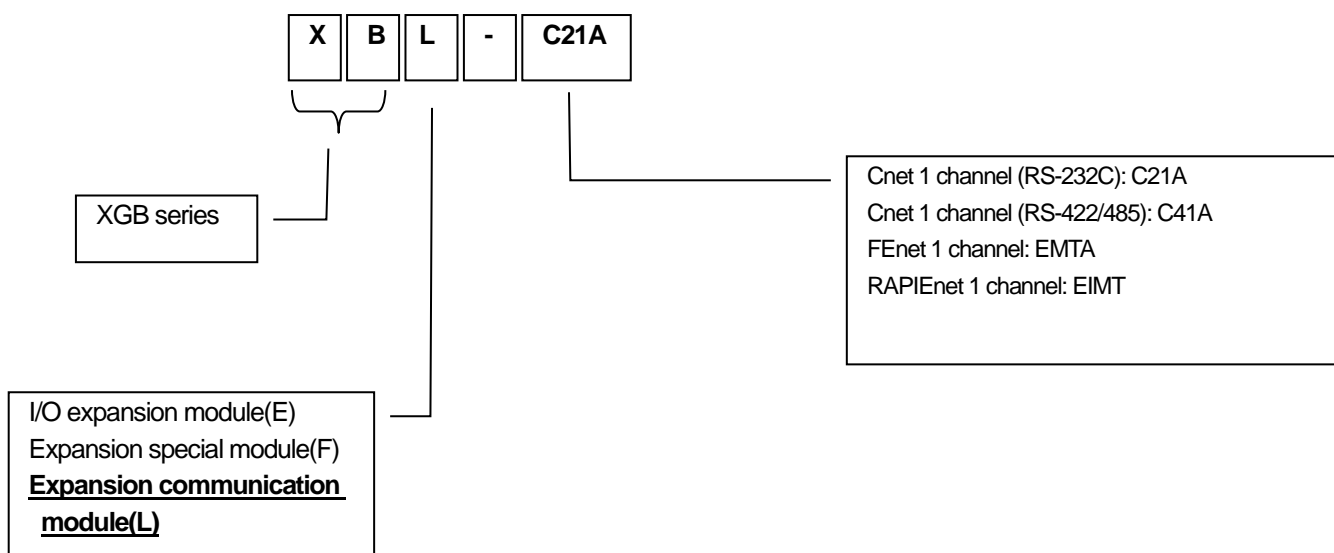 X B L - C21A
XGB series
Cnet 1 channel (RS-232C): C21A
Cnet 1 channel (RS-422/485): C41A
FEnet 1 channel: EMTA
RAPIEnet 1 channel: EIMT
I/O expansion module(E)
Expansion special module(F)
Expansion communication
module(L)